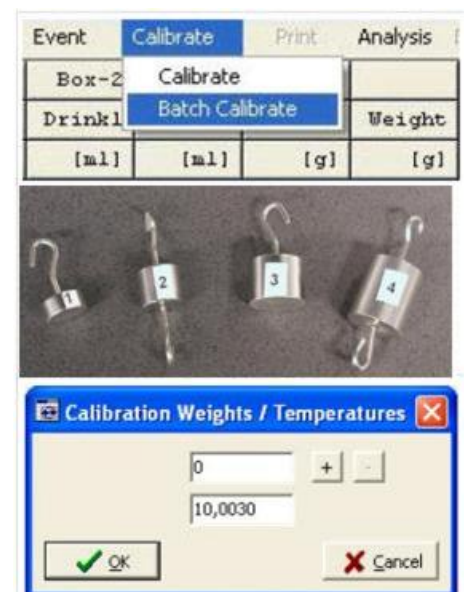 Event Calibrate Print Analysis
Box-2 Calibrate
Drink1 Batch Calibrate Weight
[ml] [ml] [g] [g]
1 2 3 4
Calibration Weights / Temperatures
0 + -
10,0030
OK Cancel